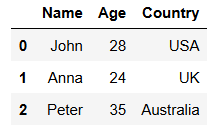 Name Age Country
0 John 28 USA
1 Anna 24 UK
2 Peter 35 Australia